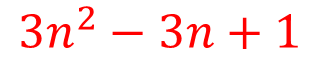 3n² − 3n + 1